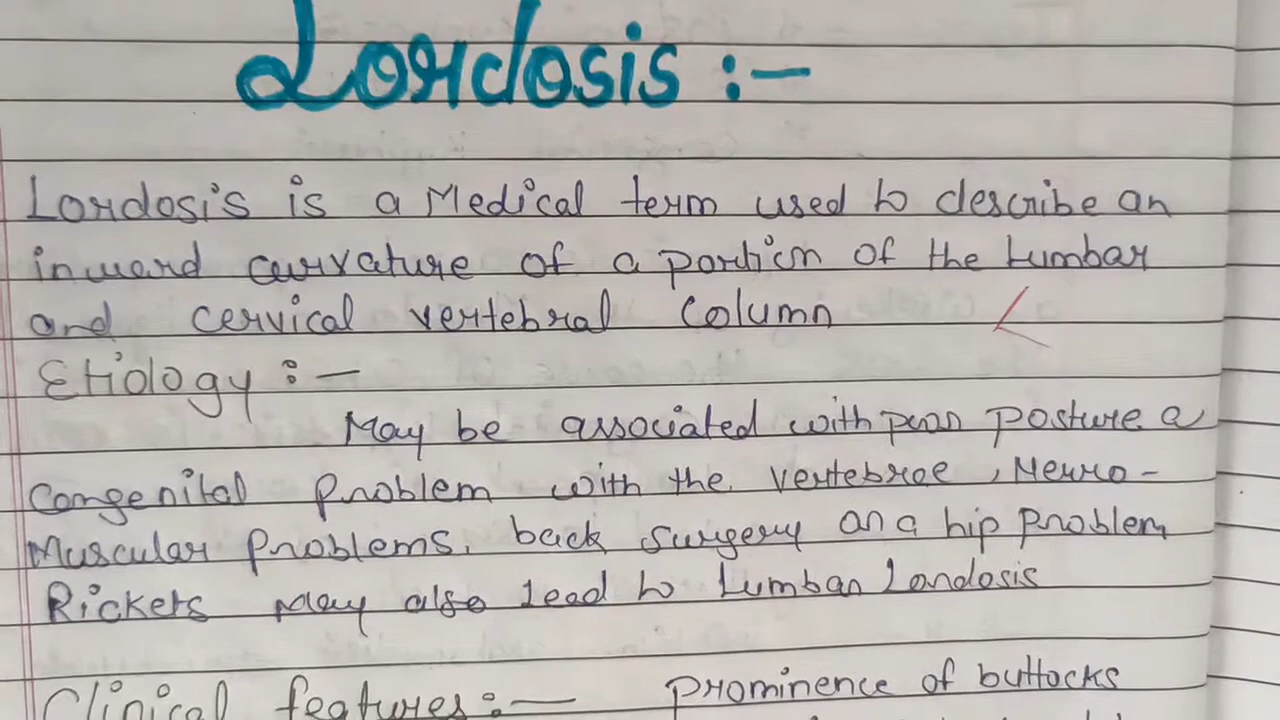 Lordosis :-
Lordosis is a Medical term used to describe an
inward curvature of a portion of the Lumbar
and cervical vertebral column
Etiology :-
May be associated with poor posture a
Congenital problem with the vertebrae, Neuro-
Muscular problems, back surgery or a hip problem
Rickets may also lead to Lumbar Lordosis
Clinical features :- prominence of buttocks